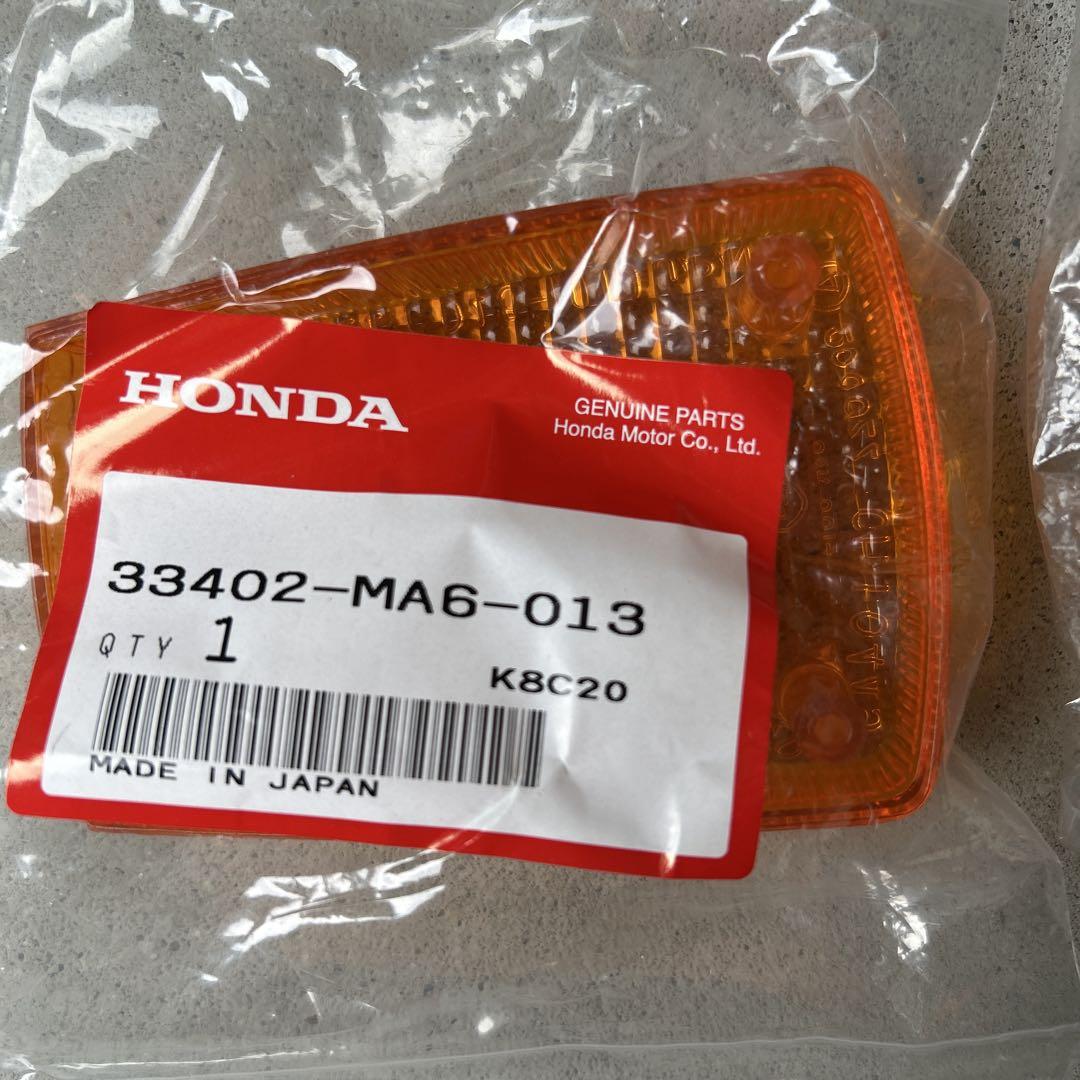 HONDA
GENUINE PARTS
Honda Motor Co., Ltd.
33402-MA6-013
QTY 1
K8C20
MADE IN JAPAN